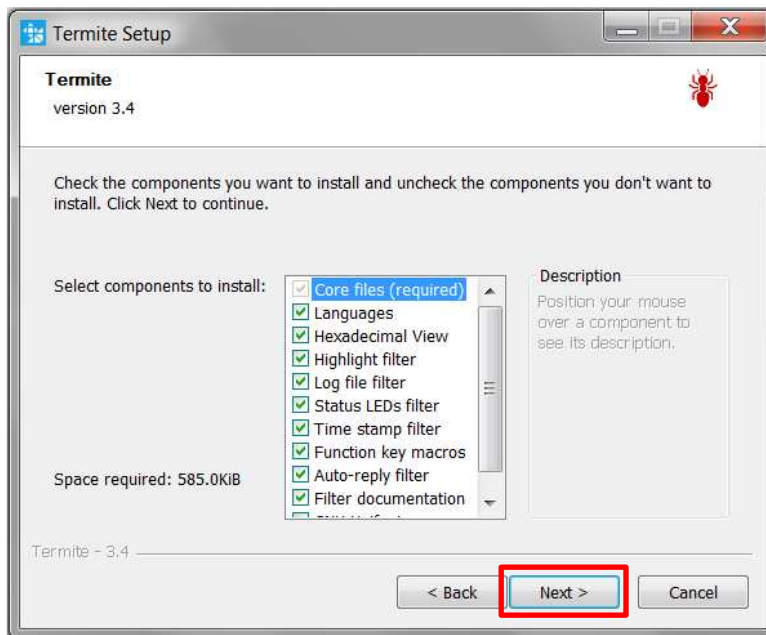 Termite Setup
Termite
version 3.4
Check the components you want to install and uncheck the components you don't want to
install. Click Next to continue.
Select components to install:
Core files (required)
Languages
Hexadecimal View
Highlight filter
Log file filter
Status LEDs filter
Time stamp filter
Function key macros
Auto-reply filter
Filter documentation
Description
Position your mouse
over a component to
see its description.
Space required: 585.0KiB
Termite - 3.4
< Back
Next >
Cancel